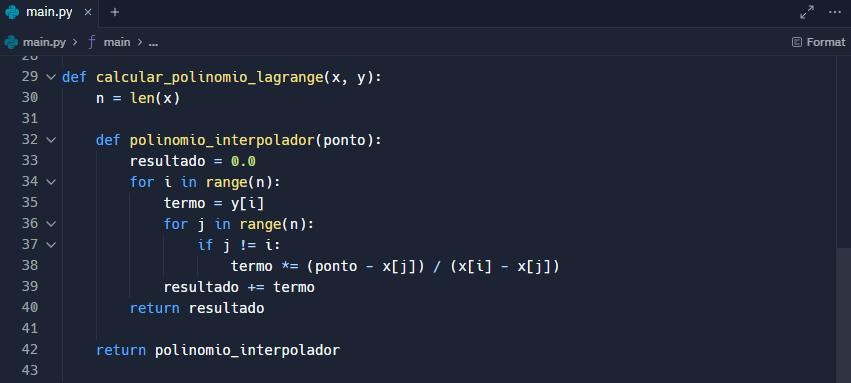 main.py × +
main.py > main > ...
Format
28
29 def calcular_polinomio_lagrange(x, y):
30     n = len(x)
31
32     def polinomio_interpolador(ponto):
33         resultado = 0.0
34         for i in range(n):
35             termo = y[i]
36             for j in range(n):
37                 if j != i:
38                     termo *= (ponto - x[j]) / (x[i] - x[j])
39             resultado += termo
40         return resultado
41
42     return polinomio_interpolador
43